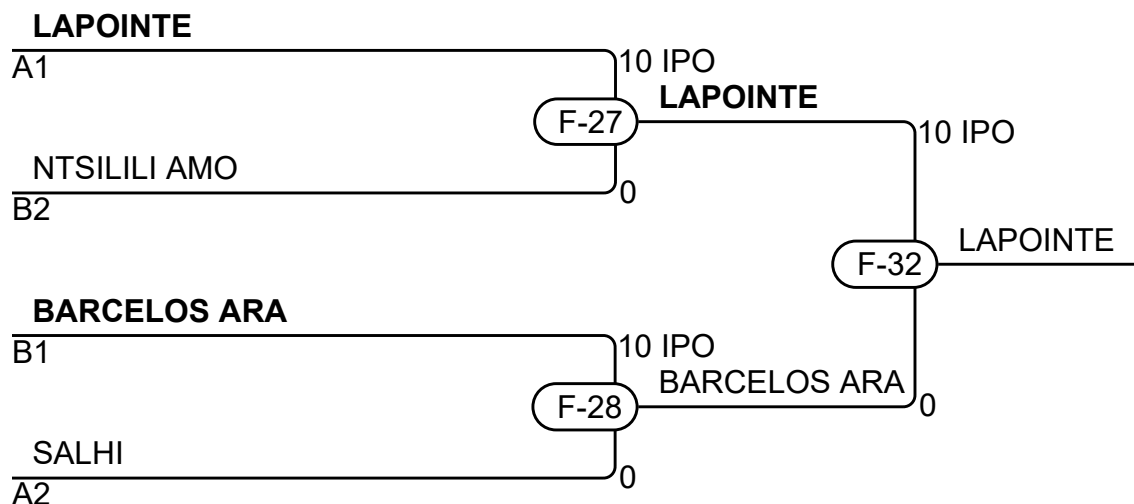 LAPOINTE
A1
10 IPO
LAPOINTE
F-27
10 IPO
NTSILILI AMO
B2
0
LAPOINTE
F-32
BARCELOS ARA
B1
10 IPO
BARCELOS ARA
F-28
0
SALHI
A2
0